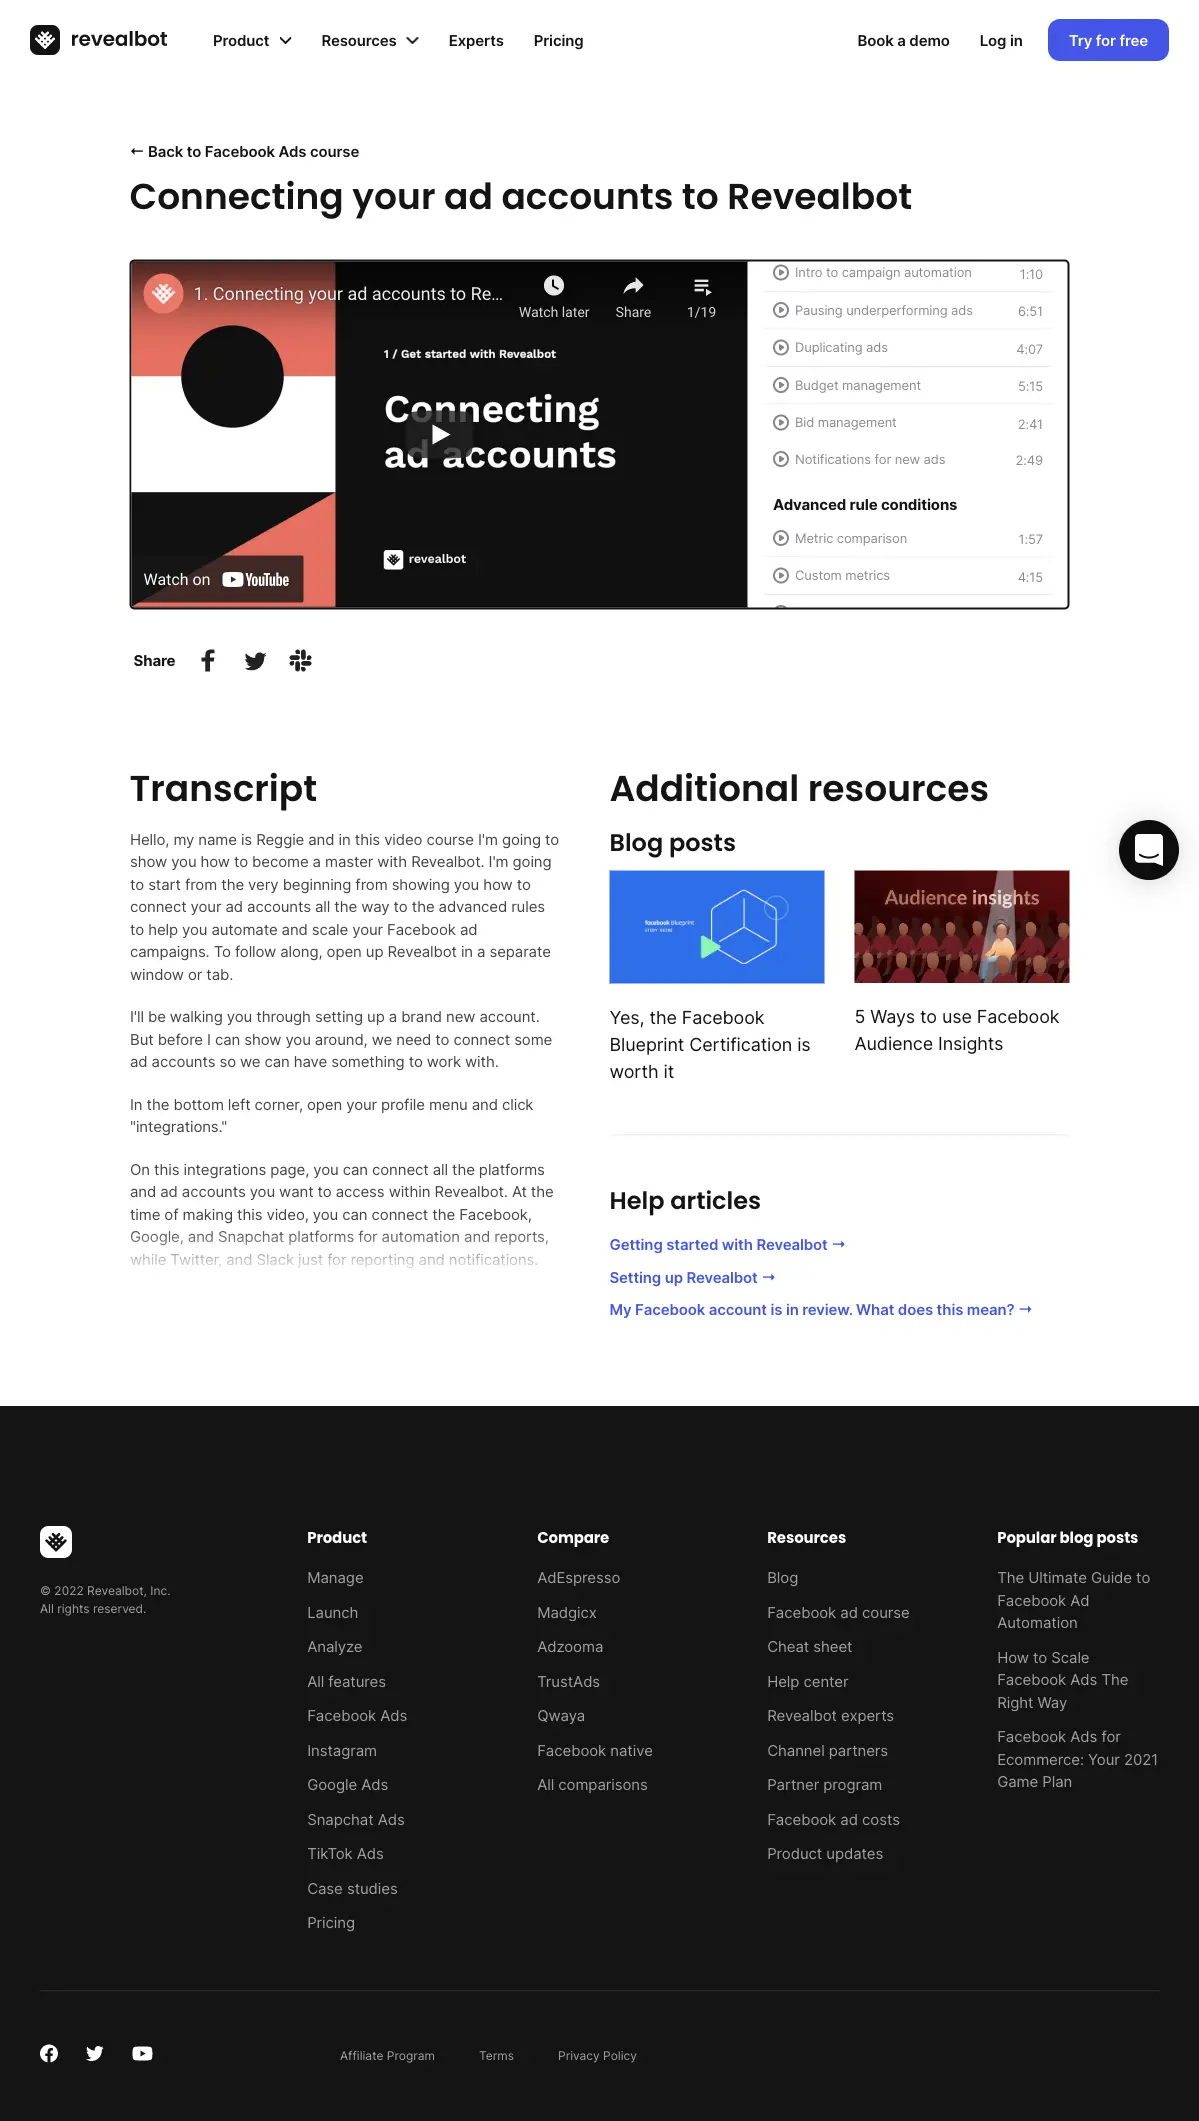 revealbot
Product
Resources
Experts
Pricing
Book a demo
Log in
Try for free
← Back to Facebook Ads course
Connecting your ad accounts to Revealbot
1. Connecting your ad accounts to Re...
Watch later
Share
1/19
1 / Get started with Revealbot
Connecting
ad accounts
revealbot
Watch on YouTube
Intro to campaign automation 1:10
Pausing underperforming ads 6:51
Duplicating ads 4:07
Budget management 5:15
Bid management 2:41
Notifications for new ads 2:49
Advanced rule conditions
Metric comparison 1:57
Custom metrics 4:15
Share
Transcript
Hello, my name is Reggie and in this video course I'm going to
show you how to become a master with Revealbot. I'm going
to start from the very beginning from showing you how to
connect your ad accounts all the way to the advanced rules
to help you automate and scale your Facebook ad
campaigns. To follow along, open up Revealbot in a separate
window or tab.
I'll be walking you through setting up a brand new account.
But before I can show you around, we need to connect some
ad accounts so we can have something to work with.
In the bottom left corner, open your profile menu and click
"integrations."
On this integrations page, you can connect all the platforms
and ad accounts you want to access within Revealbot. At the
time of making this video, you can connect the Facebook,
Google, and Snapchat platforms for automation and reports,
while Twitter, and Slack just for reporting and notifications.
Additional resources
Blog posts
facebook blueprint
STUDY GUIDE
Audience insights
Yes, the Facebook
Blueprint Certification is
worth it
5 Ways to use Facebook
Audience Insights
Help articles
Getting started with Revealbot →
Setting up Revealbot →
My Facebook account is in review. What does this mean? →
© 2022 Revealbot, Inc.
All rights reserved.
Product
Manage
Launch
Analyze
All features
Facebook Ads
Instagram
Google Ads
Snapchat Ads
TikTok Ads
Case studies
Pricing
Compare
AdEspresso
Madgicx
Adzooma
TrustAds
Qwaya
Facebook native
All comparisons
Resources
Blog
Facebook ad course
Cheat sheet
Help center
Revealbot experts
Channel partners
Partner program
Facebook ad costs
Product updates
Popular blog posts
The Ultimate Guide to
Facebook Ad
Automation
How to Scale
Facebook Ads The
Right Way
Facebook Ads for
Ecommerce: Your 2021
Game Plan
Affiliate Program
Terms
Privacy Policy